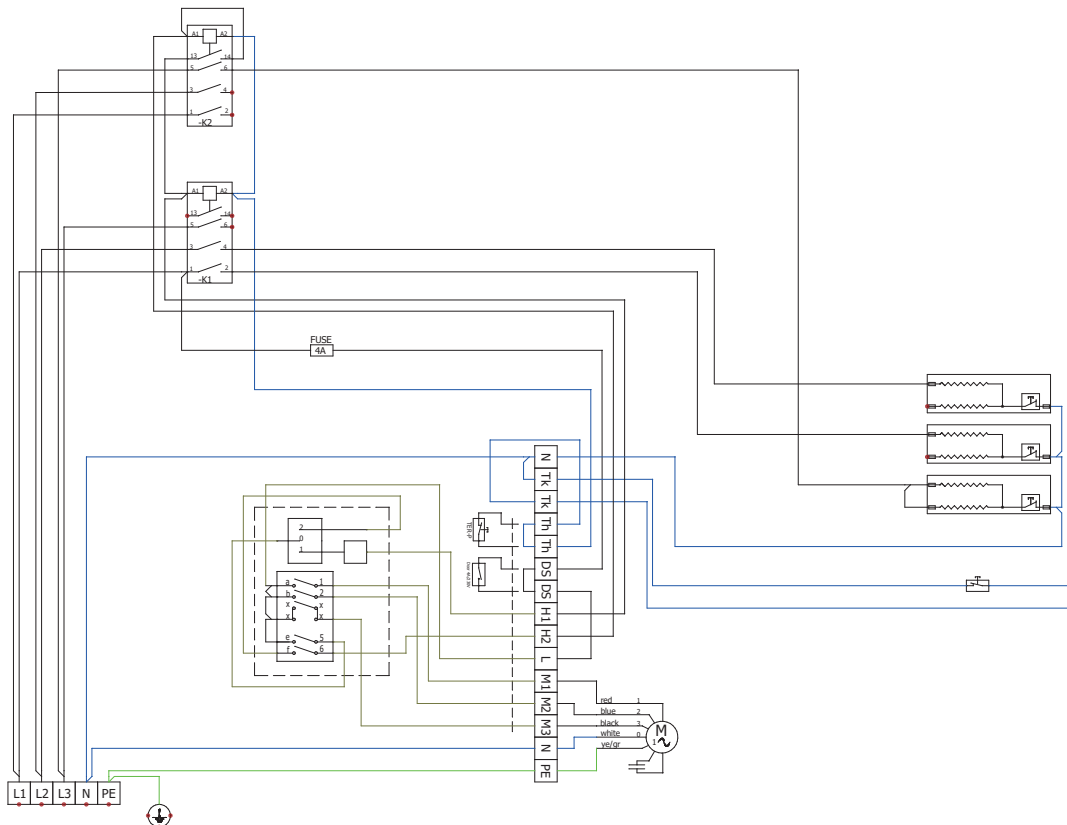 A1 A2
13 14
5 6
3 4
1 2
-K2
A1 A2
13 14
5 6
3 4
1 2
-K1
FUSE
4A
N
Tk
Tk
Th
Th
DS
DS
H1
H2
L
M1
M2
M3
N
PE
TER-P
2
0
1
a 1
b 2
x x
x x
e 5
f 6
red 1
blue 2
black 3
white 0
ye/gr
M
1
L1 L2 L3 N PE